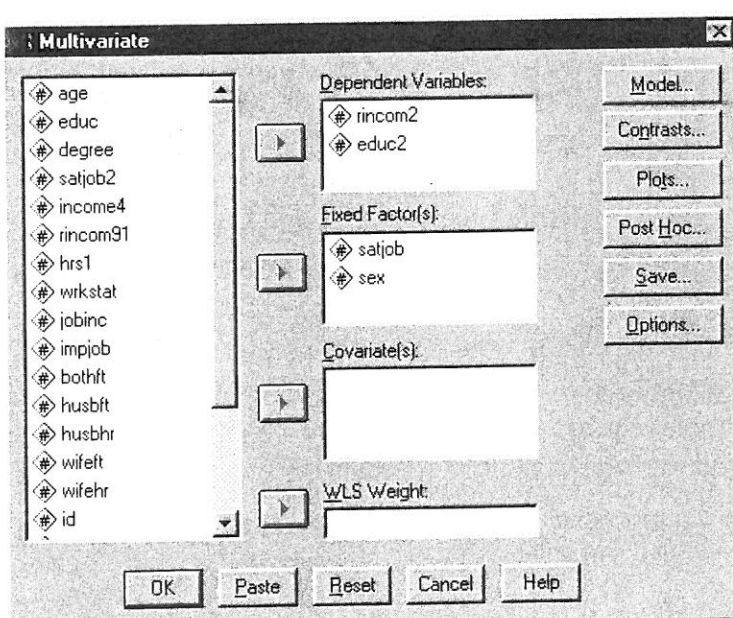 Multivariate
age
educ
degree
satjob2
income4
rincom91
hrs1
wrkstat
jobinc
impjob
bothft
husbft
husbhr
wifeft
wifehr
id
Dependent Variables:
rincom2
educ2
Fixed Factor(s):
satjob
sex
Covariate(s):
WLS Weight:
Model...
Contrasts...
Plots...
Post Hoc...
Save...
Options...
OK
Paste
Reset
Cancel
Help